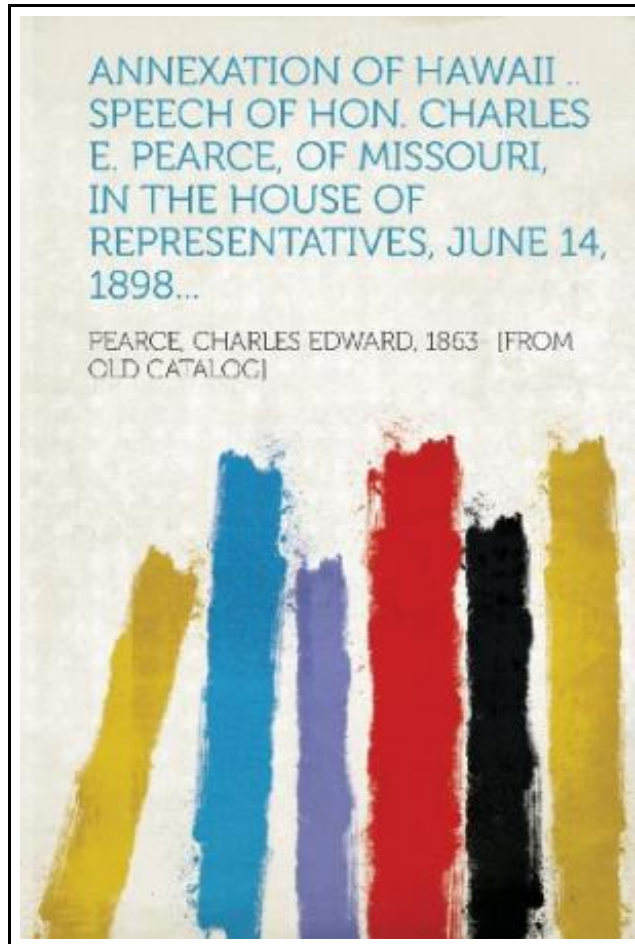 ANNEXATION OF HAWAII ..
SPEECH OF HON. CHARLES
E. PEARCE, OF MISSOURI,
IN THE HOUSE OF
REPRESENTATIVES, JUNE 14,
1898...
PEARCE, CHARLES EDWARD, 1863- [FROM
OLD CATALOG]